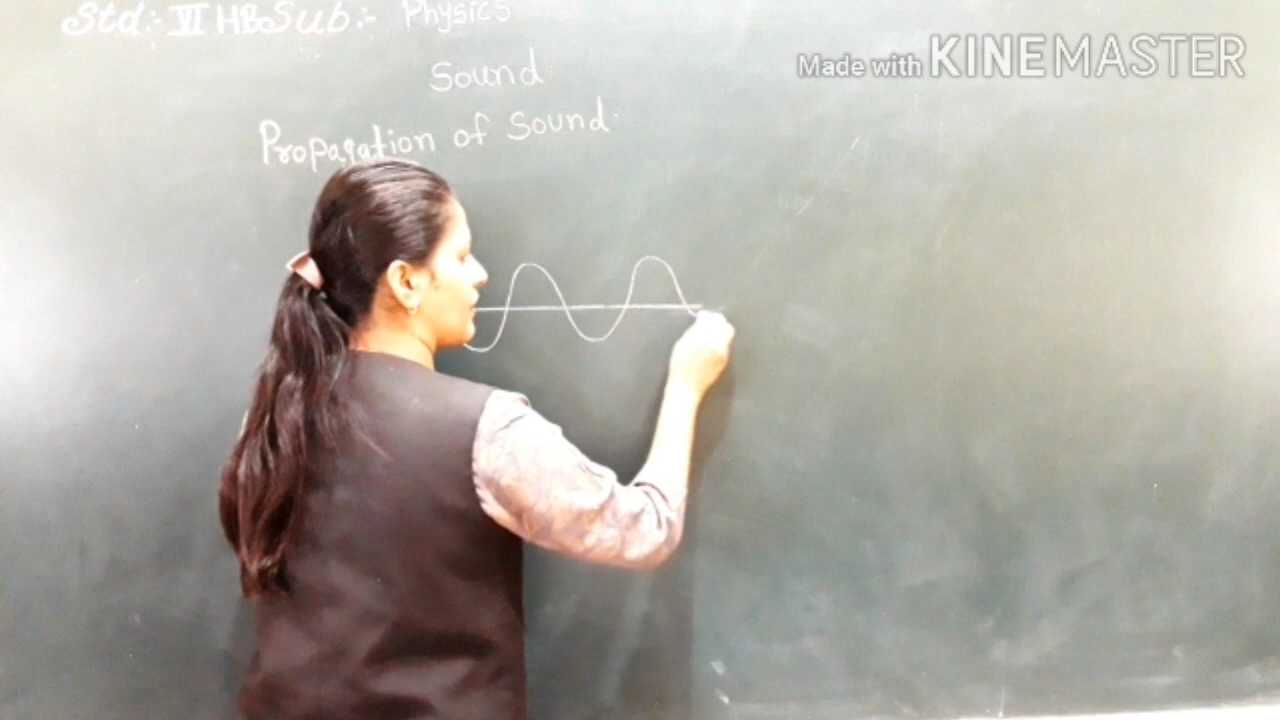 Std:- VI HB Sub:- Physics
Made with KINEMASTER
Sound
Propagation of Sound.